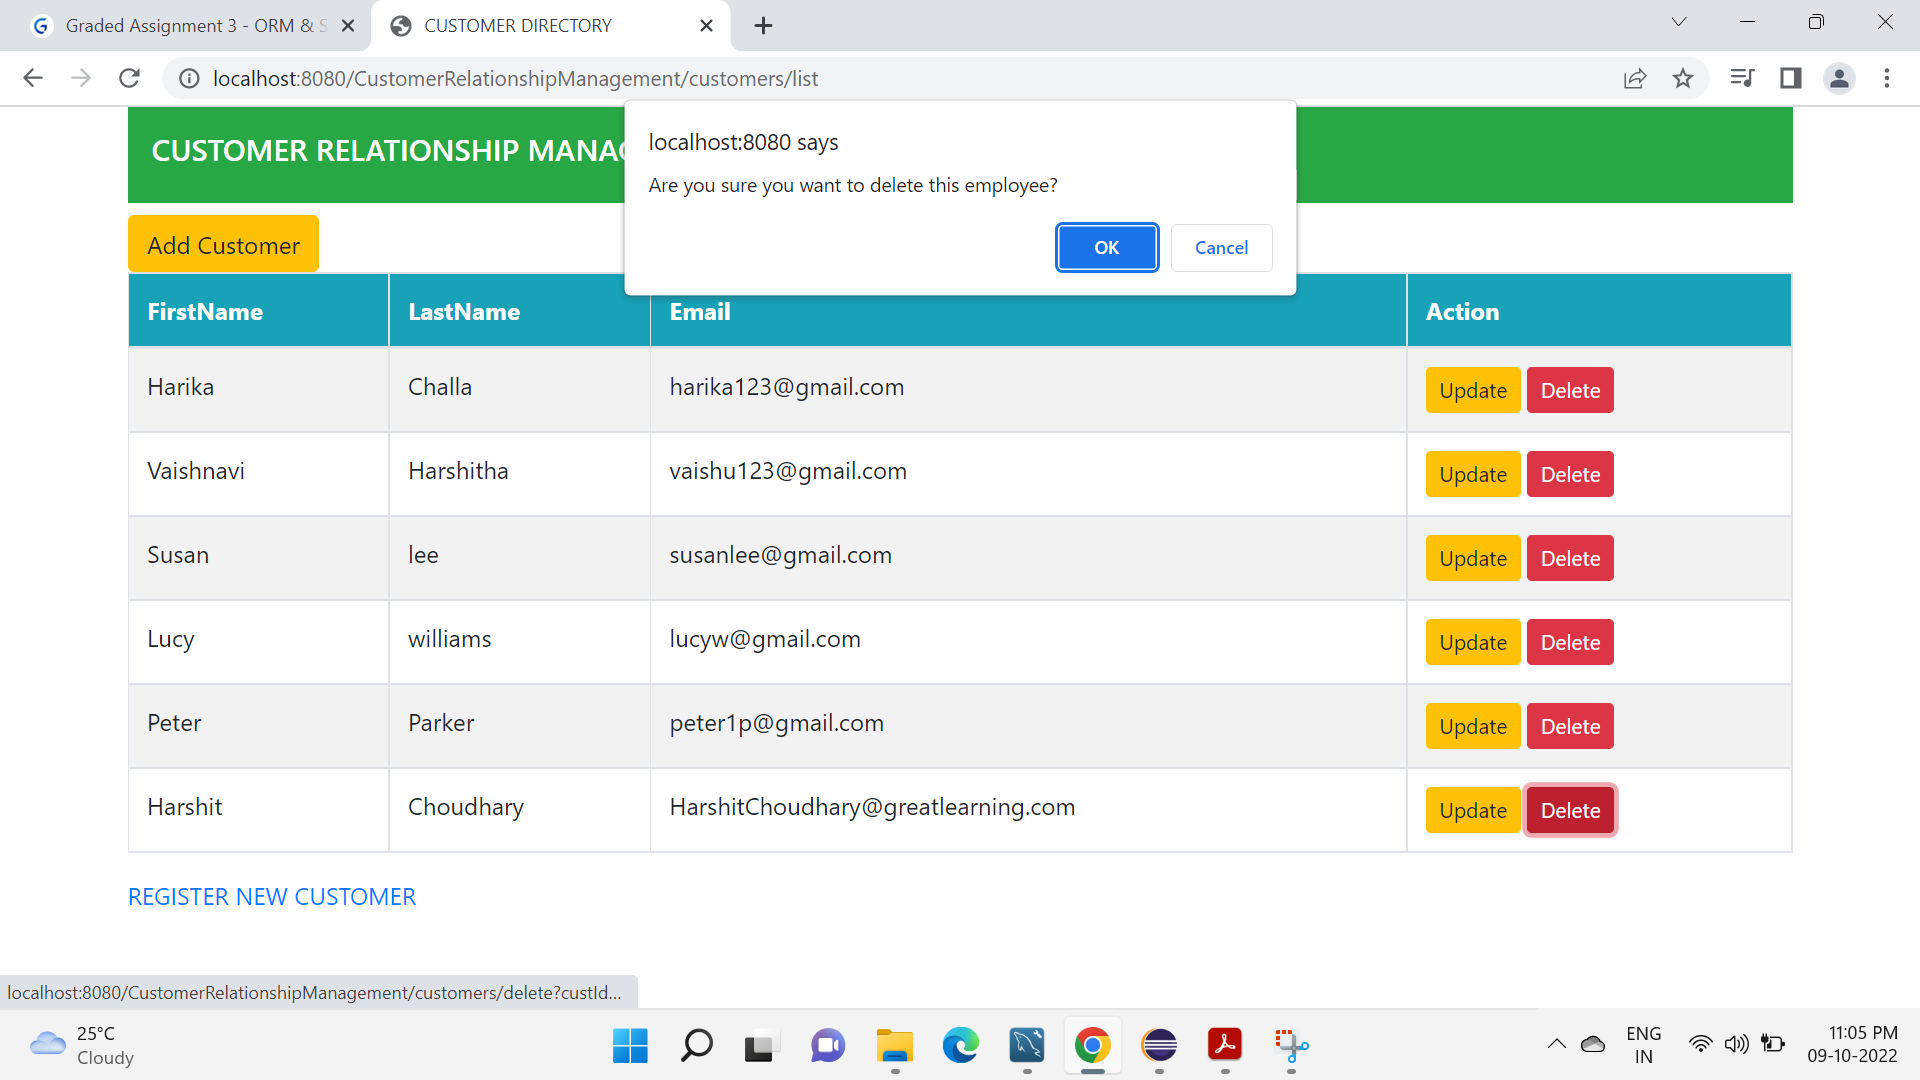 Graded Assignment 3 - ORM & S
CUSTOMER DIRECTORY
localhost:8080/CustomerRelationshipManagement/customers/list
CUSTOMER RELATIONSHIP MANAG
localhost:8080 says
Are you sure you want to delete this employee?
OK Cancel
Add Customer
FirstName LastName Email Action
Harika Challa harika123@gmail.com Update Delete
Vaishnavi Harshitha vaishu123@gmail.com Update Delete
Susan lee susanlee@gmail.com Update Delete
Lucy williams lucyw@gmail.com Update Delete
Peter Parker peter1p@gmail.com Update Delete
Harshit Choudhary HarshitChoudhary@greatlearning.com Update Delete
REGISTER NEW CUSTOMER
localhost:8080/CustomerRelationshipManagement/customers/delete?custId...
25°C
Cloudy
ENG
IN
11:05 PM
09-10-2022